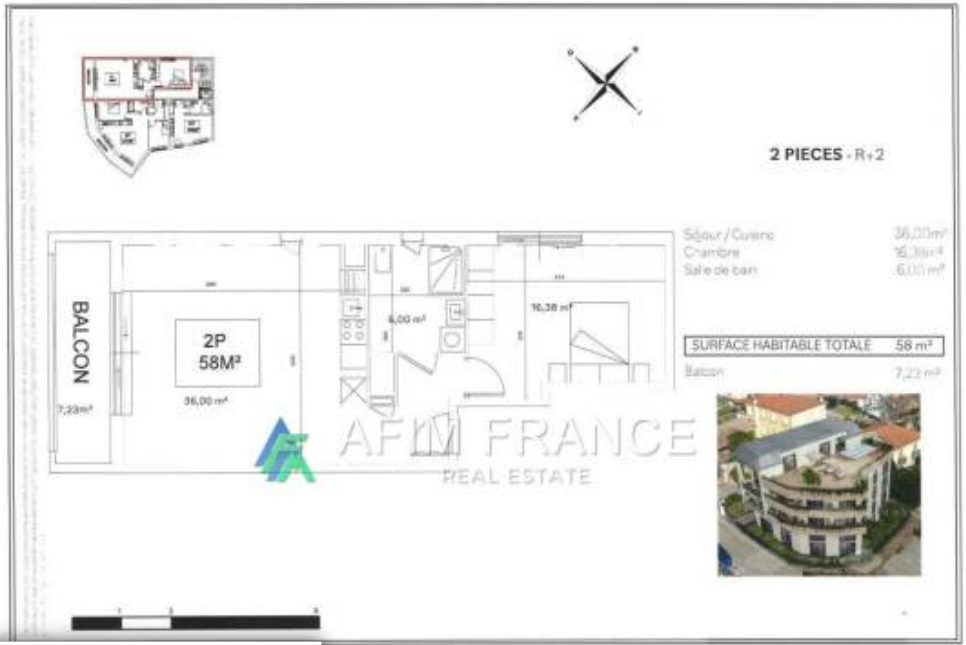 2 PIECES - R+2
Séjour / Cuisine 36,00m²
Chambre 16,38m²
Salle de bain 6,00 m²
SURFACE HABITABLE TOTALE 58 m²
Balcon 7,23 m²
BALCON
7,23m²
2P
58M²
36,00 m²
6,00 m²
16,38 m²
AFIM FRANCE
REAL ESTATE